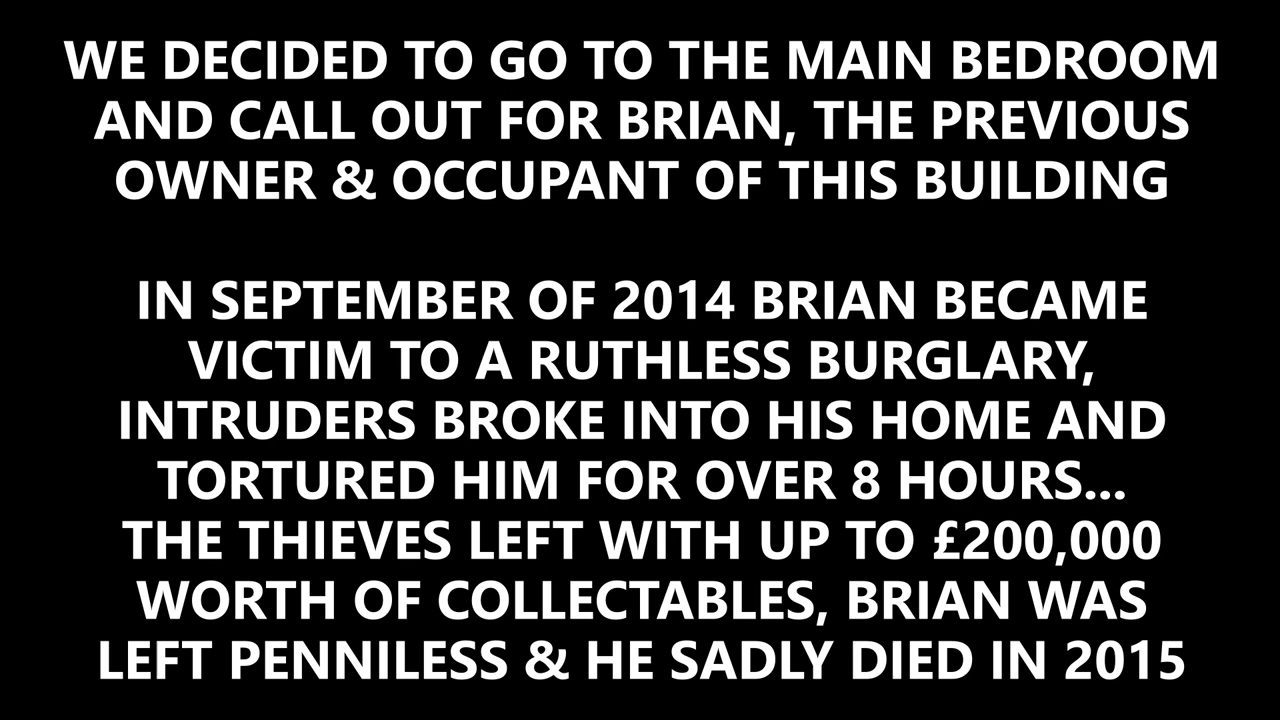 WE DECIDED TO GO TO THE MAIN BEDROOM
AND CALL OUT FOR BRIAN, THE PREVIOUS
OWNER & OCCUPANT OF THIS BUILDING
IN SEPTEMBER OF 2014 BRIAN BECAME
VICTIM TO A RUTHLESS BURGLARY,
INTRUDERS BROKE INTO HIS HOME AND
TORTURED HIM FOR OVER 8 HOURS...
THE THIEVES LEFT WITH UP TO £200,000
WORTH OF COLLECTABLES, BRIAN WAS
LEFT PENNILESS & HE SADLY DIED IN 2015